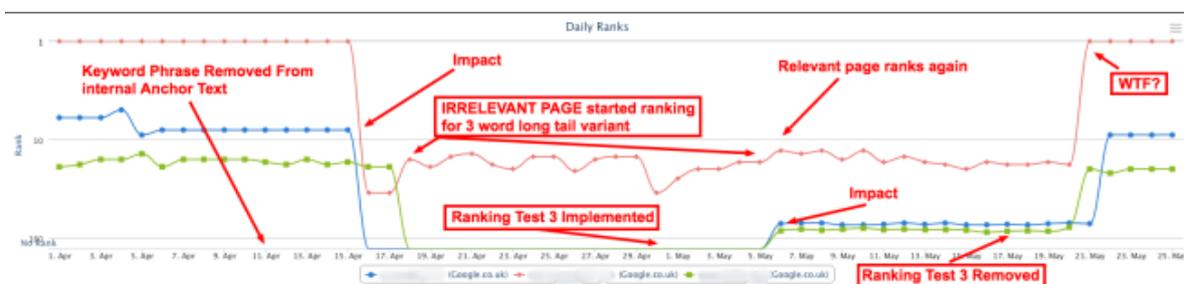 Daily Ranks
1
Keyword Phrase Removed From
internal Anchor Text
Impact
IRRELEVANT PAGE started ranking
for 3 word long tail variant
Relevant page ranks again
WTF?
Rank
10
Ranking Test 3 Implemented
Impact
100
No Rank
1. Apr 3. Apr 5. Apr 7. Apr 9. Apr 11. Apr 13. Apr 15. Apr 17. Apr 19. Apr 21. Apr 23. Apr 25. Apr 27. Apr 29. Apr 1. May 3. May 5. May 7. May 9. May 11. May 13. May 15. May 17. May 19. May 21. May 23. May 25. May
(Google.co.uk) (Google.co.uk) (Google.co.uk)
Ranking Test 3 Removed